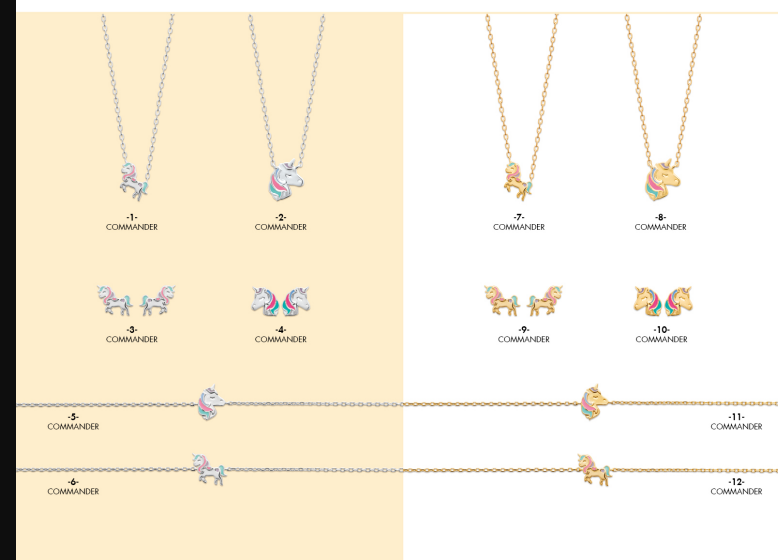 -1-
COMMANDER
-2-
COMMANDER
-7-
COMMANDER
-8-
COMMANDER
-3-
COMMANDER
-4-
COMMANDER
-9-
COMMANDER
-10-
COMMANDER
-5-
COMMANDER
-11-
COMMANDER
-6-
COMMANDER
-12-
COMMANDER